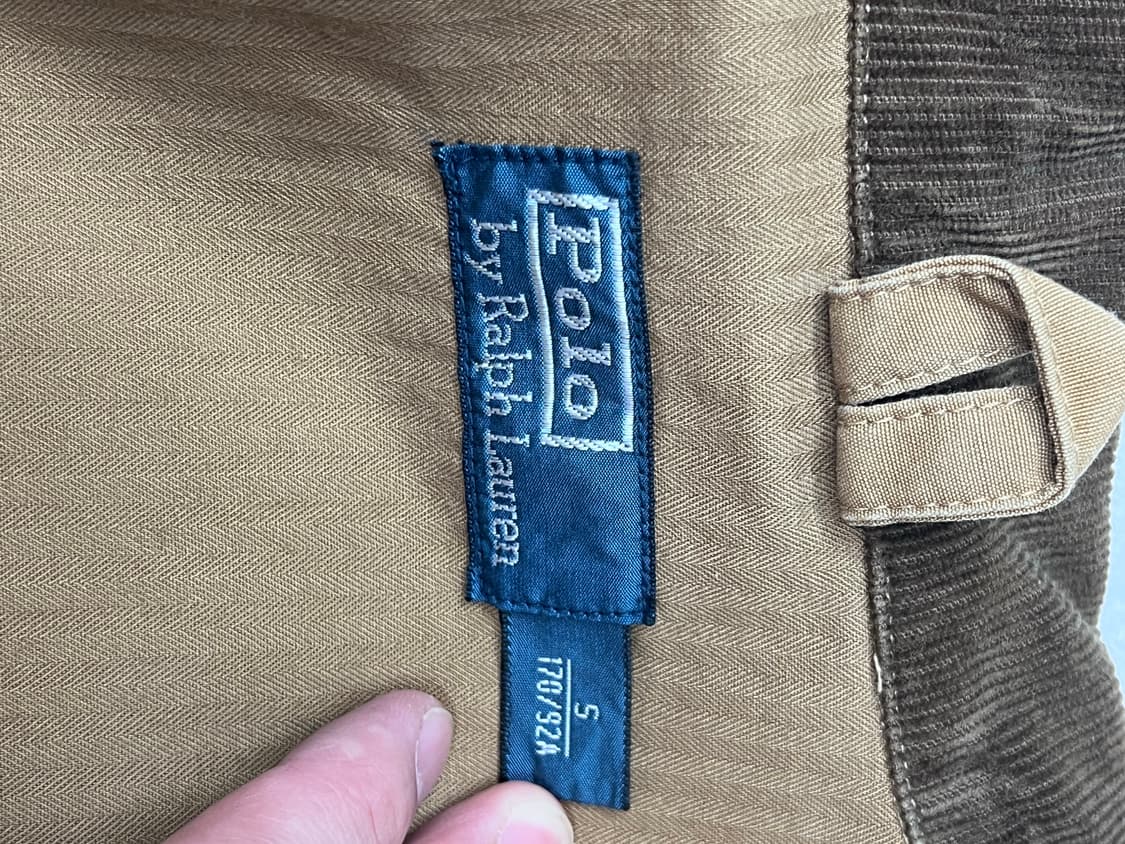 Polo
by Ralph Lauren
S
170/92A